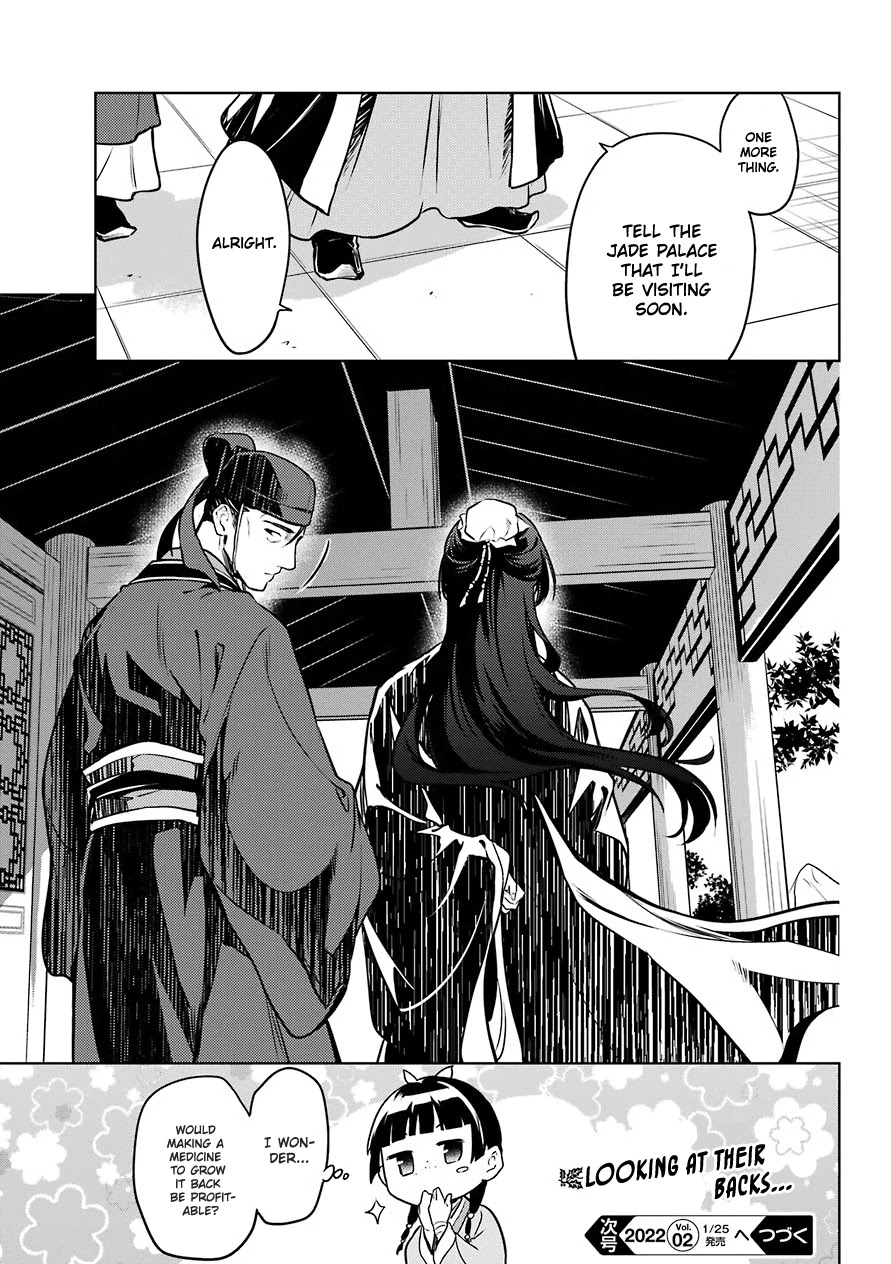 ONE
MORE
THING.
TELL THE
JADE PALACE
THAT I'LL
BE VISITING
SOON.
ALRIGHT.
I WON-
DER...
WOULD
MAKING A
MEDICINE
TO GROW
IT BACK
BE PROFIT-
ABLE?
LOOKING AT THEIR
BACKS...
次号 2022 Vol. 02 1/25 発売 へ つづく